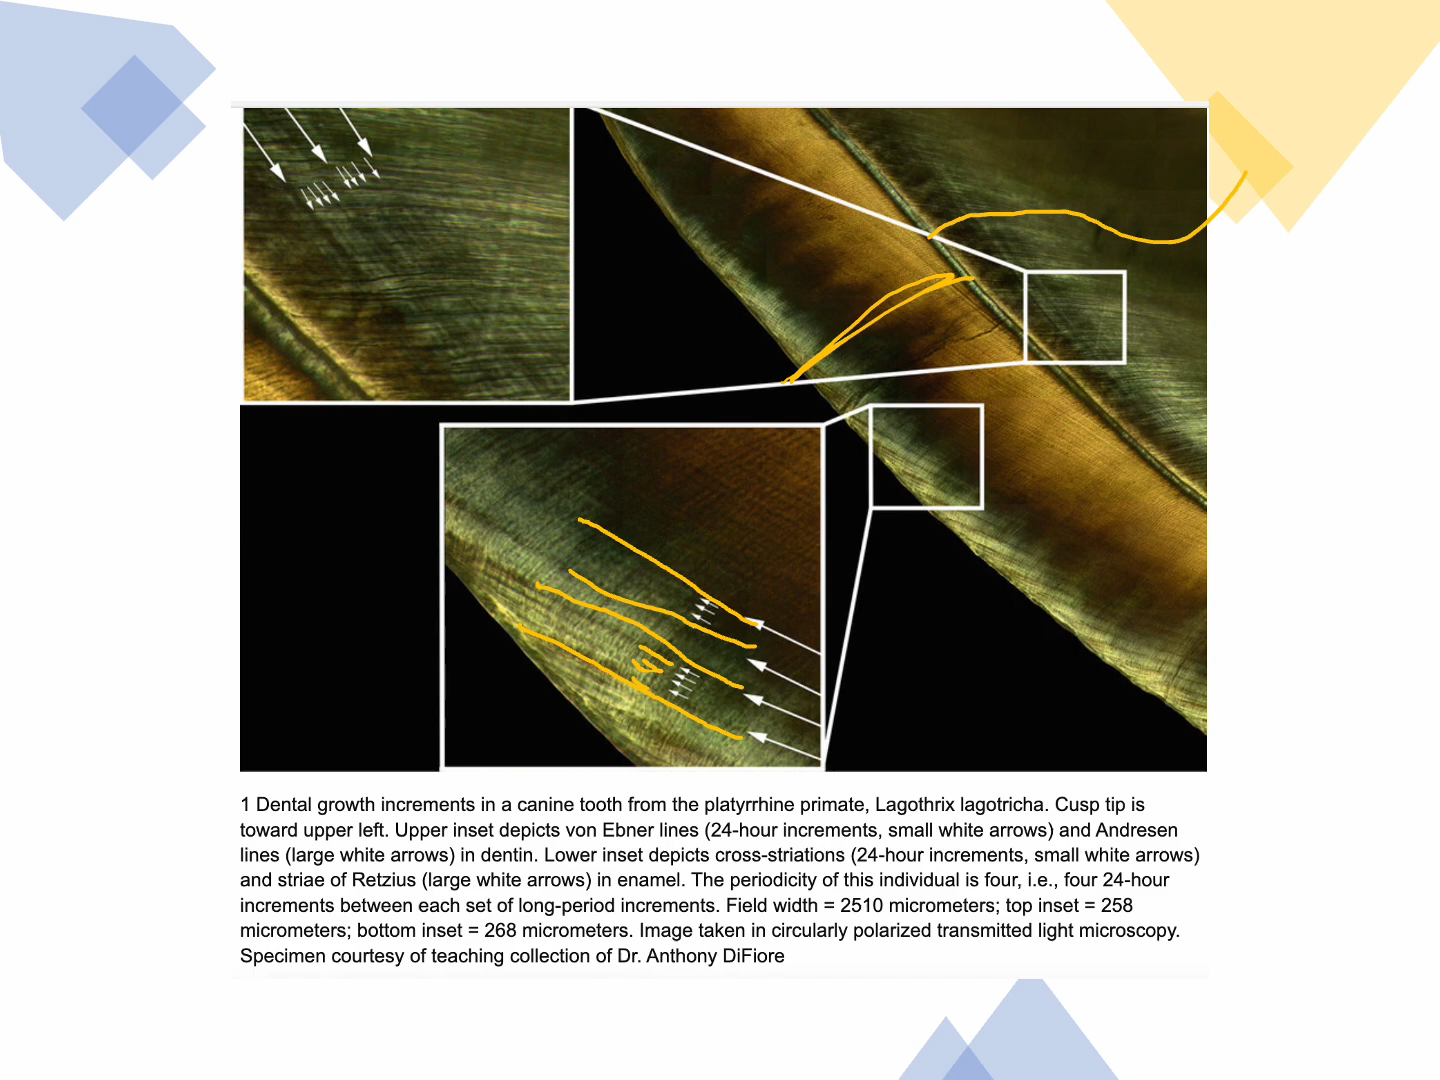 1 Dental growth increments in a canine tooth from the platyrrhine primate, Lagothrix lagotricha. Cusp tip is
toward upper left. Upper inset depicts von Ebner lines (24-hour increments, small white arrows) and Andresen
lines (large white arrows) in dentin. Lower inset depicts cross-striations (24-hour increments, small white arrows)
and striae of Retzius (large white arrows) in enamel. The periodicity of this individual is four, i.e., four 24-hour
increments between each set of long-period increments. Field width = 2510 micrometers; top inset = 258
micrometers; bottom inset = 268 micrometers. Image taken in circularly polarized transmitted light microscopy.
Specimen courtesy of teaching collection of Dr. Anthony DiFiore